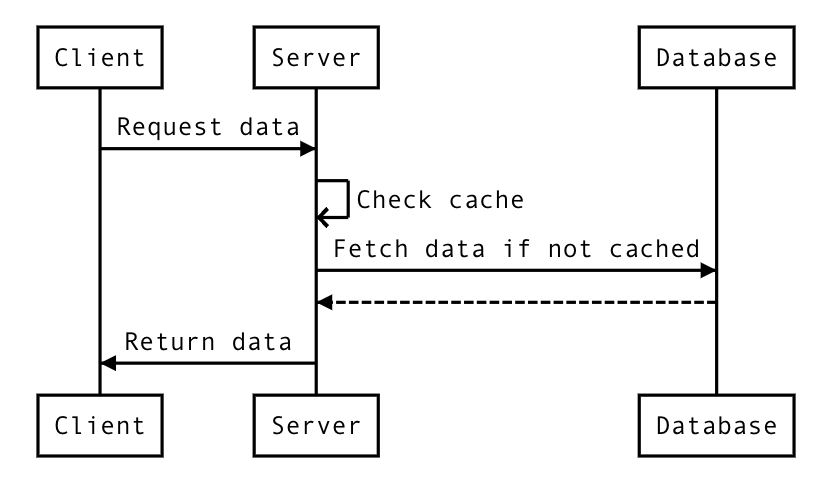 Client
Server
Database
Request data
Check cache
Fetch data if not cached
Return data
Client
Server
Database